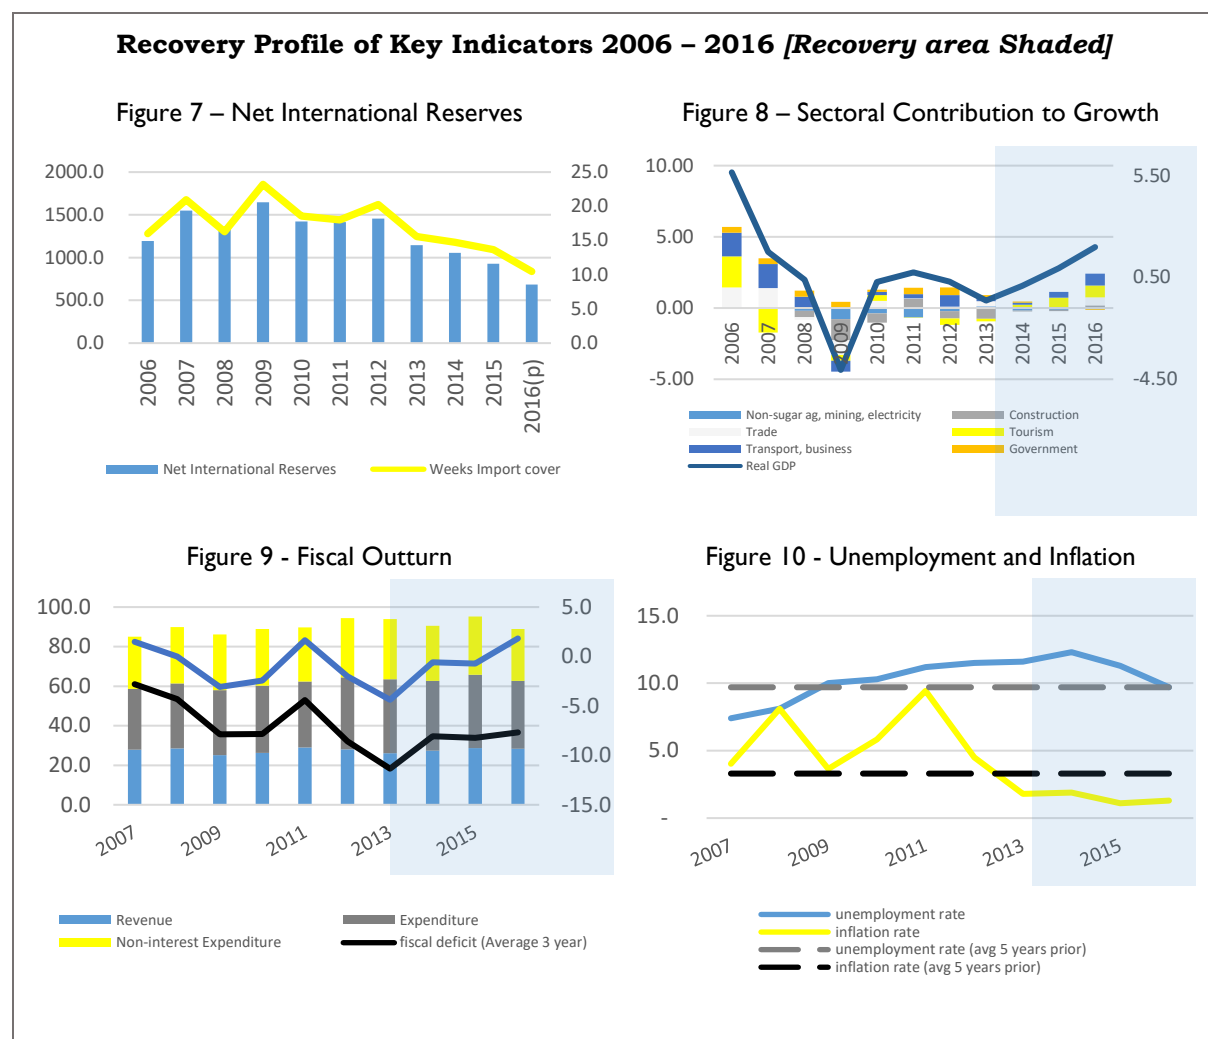 Recovery Profile of Key Indicators 2006 – 2016 [Recovery area Shaded]
Figure 7 – Net International Reserves
2000.0
1500.0
1000.0
500.0
0.0
25.0
20.0
15.0
10.0
5.0
0.0
2006
2007
2008
2009
2010
2011
2012
2013
2014
2015
2016(p)
Net International Reserves
Weeks Import cover
Figure 8 – Sectoral Contribution to Growth
10.00
5.00
0.00
-5.00
5.50
0.50
-4.50
2006
2007
2008
2009
2010
2011
2012
2013
2014
2015
2016
Non-sugar ag, mining, electricity
Construction
Trade
Tourism
Transport, business
Government
Real GDP
Figure 9 - Fiscal Outturn
100.0
80.0
60.0
40.0
20.0
0.0
5.0
0.0
-5.0
-10.0
-15.0
2007
2009
2011
2013
2015
Revenue
Expenditure
Non-interest Expenditure
fiscal deficit (Average 3 year)
Figure 10 - Unemployment and Inflation
15.0
10.0
5.0
-
2007
2009
2011
2013
2015
unemployment rate
inflation rate
unemployment rate (avg 5 years prior)
inflation rate (avg 5 years prior)